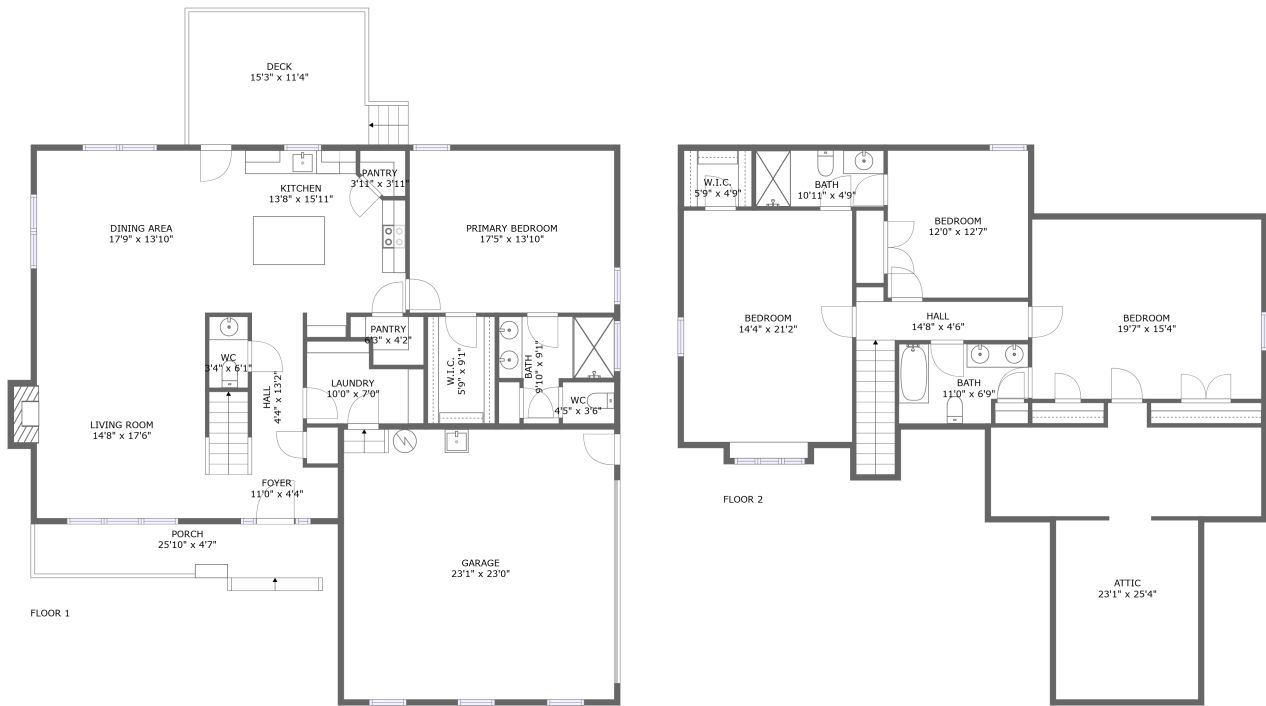 DECK
15'3" x 11'4"
PANTRY
3'11" x 3'11"
KITCHEN
13'8" x 15'11"
DINING AREA
17'9" x 13'10"
PRIMARY BEDROOM
17'5" x 13'10"
PANTRY
6'3" x 4'2"
WC
3'4" x 6'1"
HALL
4'4" x 13'2"
LAUNDRY
10'0" x 7'0"
W.I.C.
5'9" x 9'1"
BATH
9'10" x 9'1"
WC
4'5" x 3'6"
LIVING ROOM
14'8" x 17'6"
FOYER
11'0" x 4'4"
PORCH
25'10" x 4'7"
GARAGE
23'1" x 23'0"
FLOOR 1
W.I.C.
5'9" x 4'9"
BATH
10'11" x 4'9"
BEDROOM
12'0" x 12'7"
BEDROOM
14'4" x 21'2"
HALL
14'8" x 4'6"
BEDROOM
19'7" x 15'4"
BATH
11'0" x 6'9"
FLOOR 2
ATTIC
23'1" x 25'4"